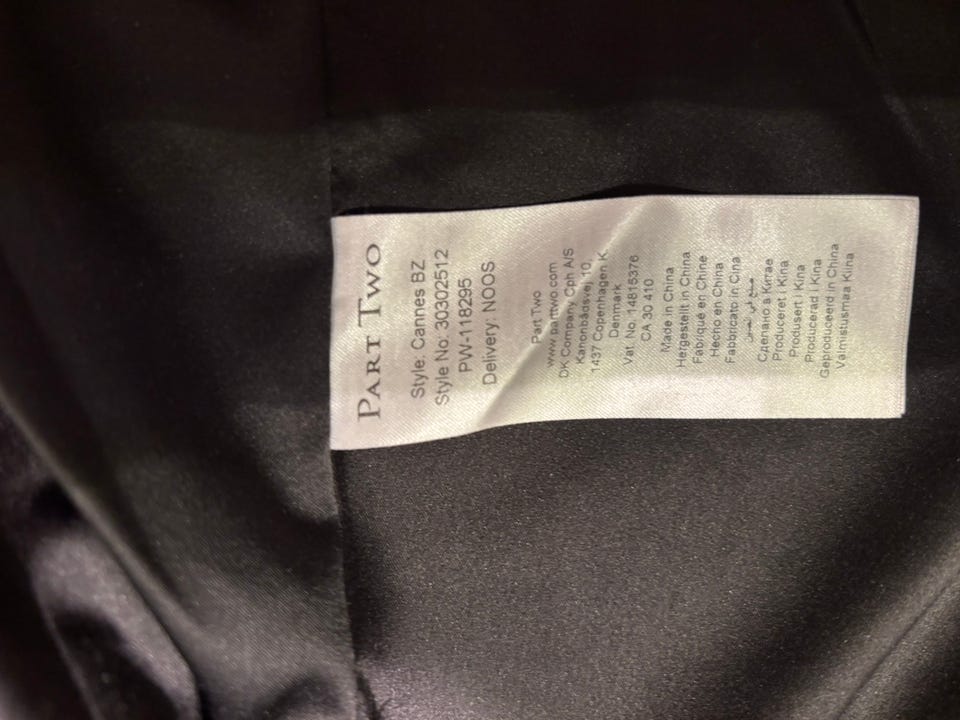 PART TWO
Style: Cannes BZ
Style No: 30302512
PW-118295
Delivery: NOOS
Part Two
www.parttwo.com
DK Company Cph A/S
Kanonbådsvej 10,
1437 Copenhagen K
Denmark
Vat. No. 14815376
CA 30 410
Made in China
Hergestellt in China
Fabriqué en Chine
Hecho en China
Fabbricato in Cina
صنع في الصين
Сделано в Китае
Produceret i Kina
Produsert i Kina
Producerad i Kina
Geproduceerd in China
Valmistusmaa Kiina